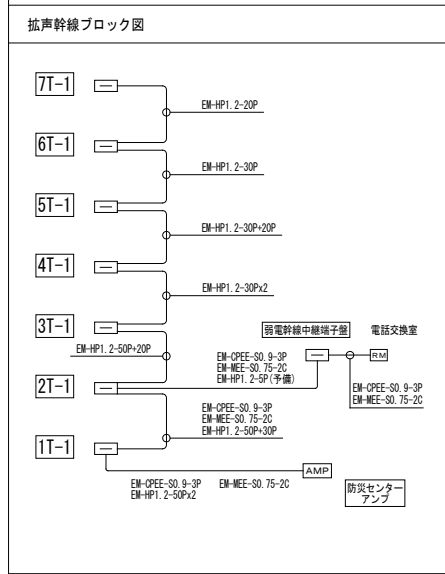 拡声幹線ブロック図
7T-1
EM-HP1.2-20P
6T-1
EM-HP1.2-30P
5T-1
EM-HP1.2-30P+20P
4T-1
EM-HP1.2-30Px2
3T-1
弱電幹線中継端子盤 電話交換室
EM-HP1.2-50P+20P
EM-CPEE-S0.9-3P
RM
EM-MEE-S0.75-2C
EM-HP1.2-5P(予備)
2T-1
EM-CPEE-S0.9-3P
EM-MEE-S0.75-2C
EM-CPEE-S0.9-3P
EM-MEE-S0.75-2C
EM-HP1.2-50P+30P
1T-1
AMP
EM-CPEE-S0.9-3P EM-MEE-S0.75-2C
EM-HP1.2-50Px2
防災センター
アンプ